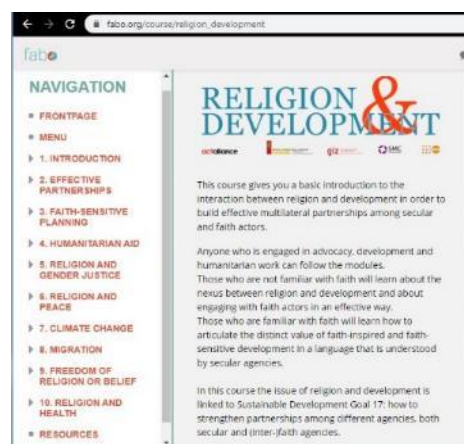 fabo.org/course/religion_development
fabo
NAVIGATION
FRONTPAGE
MENU
1. INTRODUCTION
2. EFFECTIVE
PARTNERSHIPS
3. FAITH-SENSITIVE
PLANNING
4. HUMANITARIAN AID
5. RELIGION AND
GENDER JUSTICE
6. RELIGION AND
PEACE
7. CLIMATE CHANGE
8. MIGRATION
9. FREEDOM OF
RELIGION OR BELIEF
10. RELIGION AND
HEALTH
RESOURCES
RELIGION &
DEVELOPMENT
actalliance
giz
SMC
This course gives you a basic introduction to the
interaction between religion and development in order to
build effective multilateral partnerships among secular
and faith actors.
Anyone who is engaged in advocacy, development and
humanitarian work can follow the modules.
Those who are not familiar with faith will learn about the
nexus between religion and development and about
engaging with faith actors in an effective way.
Those who are familiar with faith will learn how to
articulate the distinct value of faith-inspired and faith-
sensitive development in a language that is understood
by secular agencies.
In this course the issue of religion and development is
linked to Sustainable Development Goal 17: how to
strengthen partnerships among different agencies, both
secular and (inter-)faith agencies.